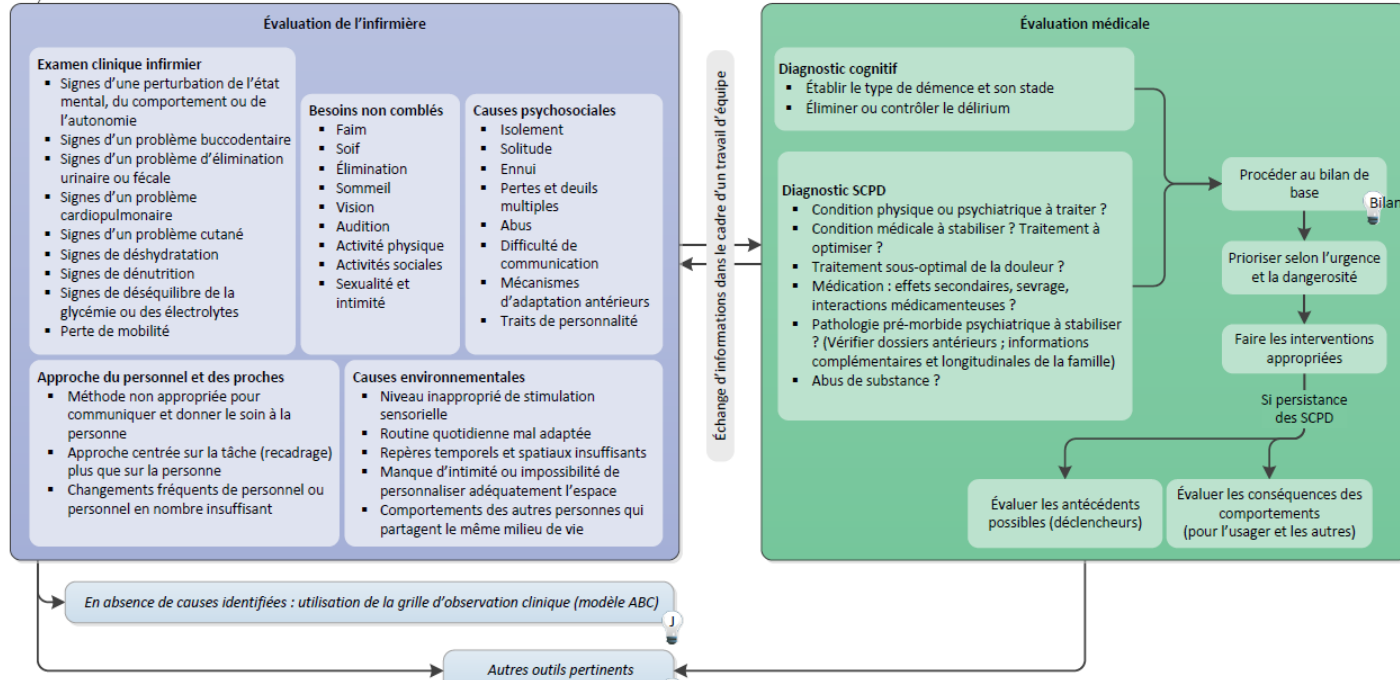 Évaluation de l’infirmière
Examen clinique infirmier
▪ Signes d’une perturbation de l’état
mental, du comportement ou de
l’autonomie
▪ Signes d’un problème buccodentaire
▪ Signes d’un problème d’élimination
urinaire ou fécale
▪ Signes d’un problème
cardiopulmonaire
▪ Signes d’un problème cutané
▪ Signes de déshydratation
▪ Signes de dénutrition
▪ Signes de déséquilibre de la
glycémie ou des électrolytes
▪ Perte de mobilité
Besoins non comblés
▪ Faim
▪ Soif
▪ Élimination
▪ Sommeil
▪ Vision
▪ Audition
▪ Activité physique
▪ Activités sociales
▪ Sexualité et
intimité
Causes psychosociales
▪ Isolement
▪ Solitude
▪ Ennui
▪ Pertes et deuils
multiples
▪ Abus
▪ Difficulté de
communication
▪ Mécanismes
d’adaptation antérieurs
▪ Traits de personnalité
Approche du personnel et des proches
▪ Méthode non appropriée pour
communiquer et donner le soin à la
personne
▪ Approche centrée sur la tâche (recadrage)
plus que sur la personne
▪ Changements fréquents de personnel ou
personnel en nombre insuffisant
Causes environnementales
▪ Niveau inapproprié de stimulation
sensorielle
▪ Routine quotidienne mal adaptée
▪ Repères temporels et spatiaux insuffisants
▪ Manque d’intimité ou impossibilité de
personnaliser adéquatement l’espace
▪ Comportements des autres personnes qui
partagent le même milieu de vie
Échange d’informations dans le cadre d’un travail d’équipe
Évaluation médicale
Diagnostic cognitif
▪ Établir le type de démence et son stade
▪ Éliminer ou contrôler le délirium
Diagnostic SCPD
▪ Condition physique ou psychiatrique à traiter ?
▪ Condition médicale à stabiliser ? Traitement à
optimiser ?
▪ Traitement sous-optimal de la douleur ?
▪ Médication : effets secondaires, sevrage,
interactions médicamenteuses ?
▪ Pathologie pré-morbide psychiatrique à stabiliser
? (Vérifier dossiers antérieurs ; informations
complémentaires et longitudinales de la famille)
▪ Abus de substance ?
Procéder au bilan de
base
Bilan
Prioriser selon l’urgence
et la dangerosité
Faire les interventions
appropriées
Si persistance
des SCPD
Évaluer les antécédents
possibles (déclencheurs)
Évaluer les conséquences des
comportements
(pour l’usager et les autres)
En absence de causes identifiées : utilisation de la grille d’observation clinique (modèle ABC)
J
Autres outils pertinents